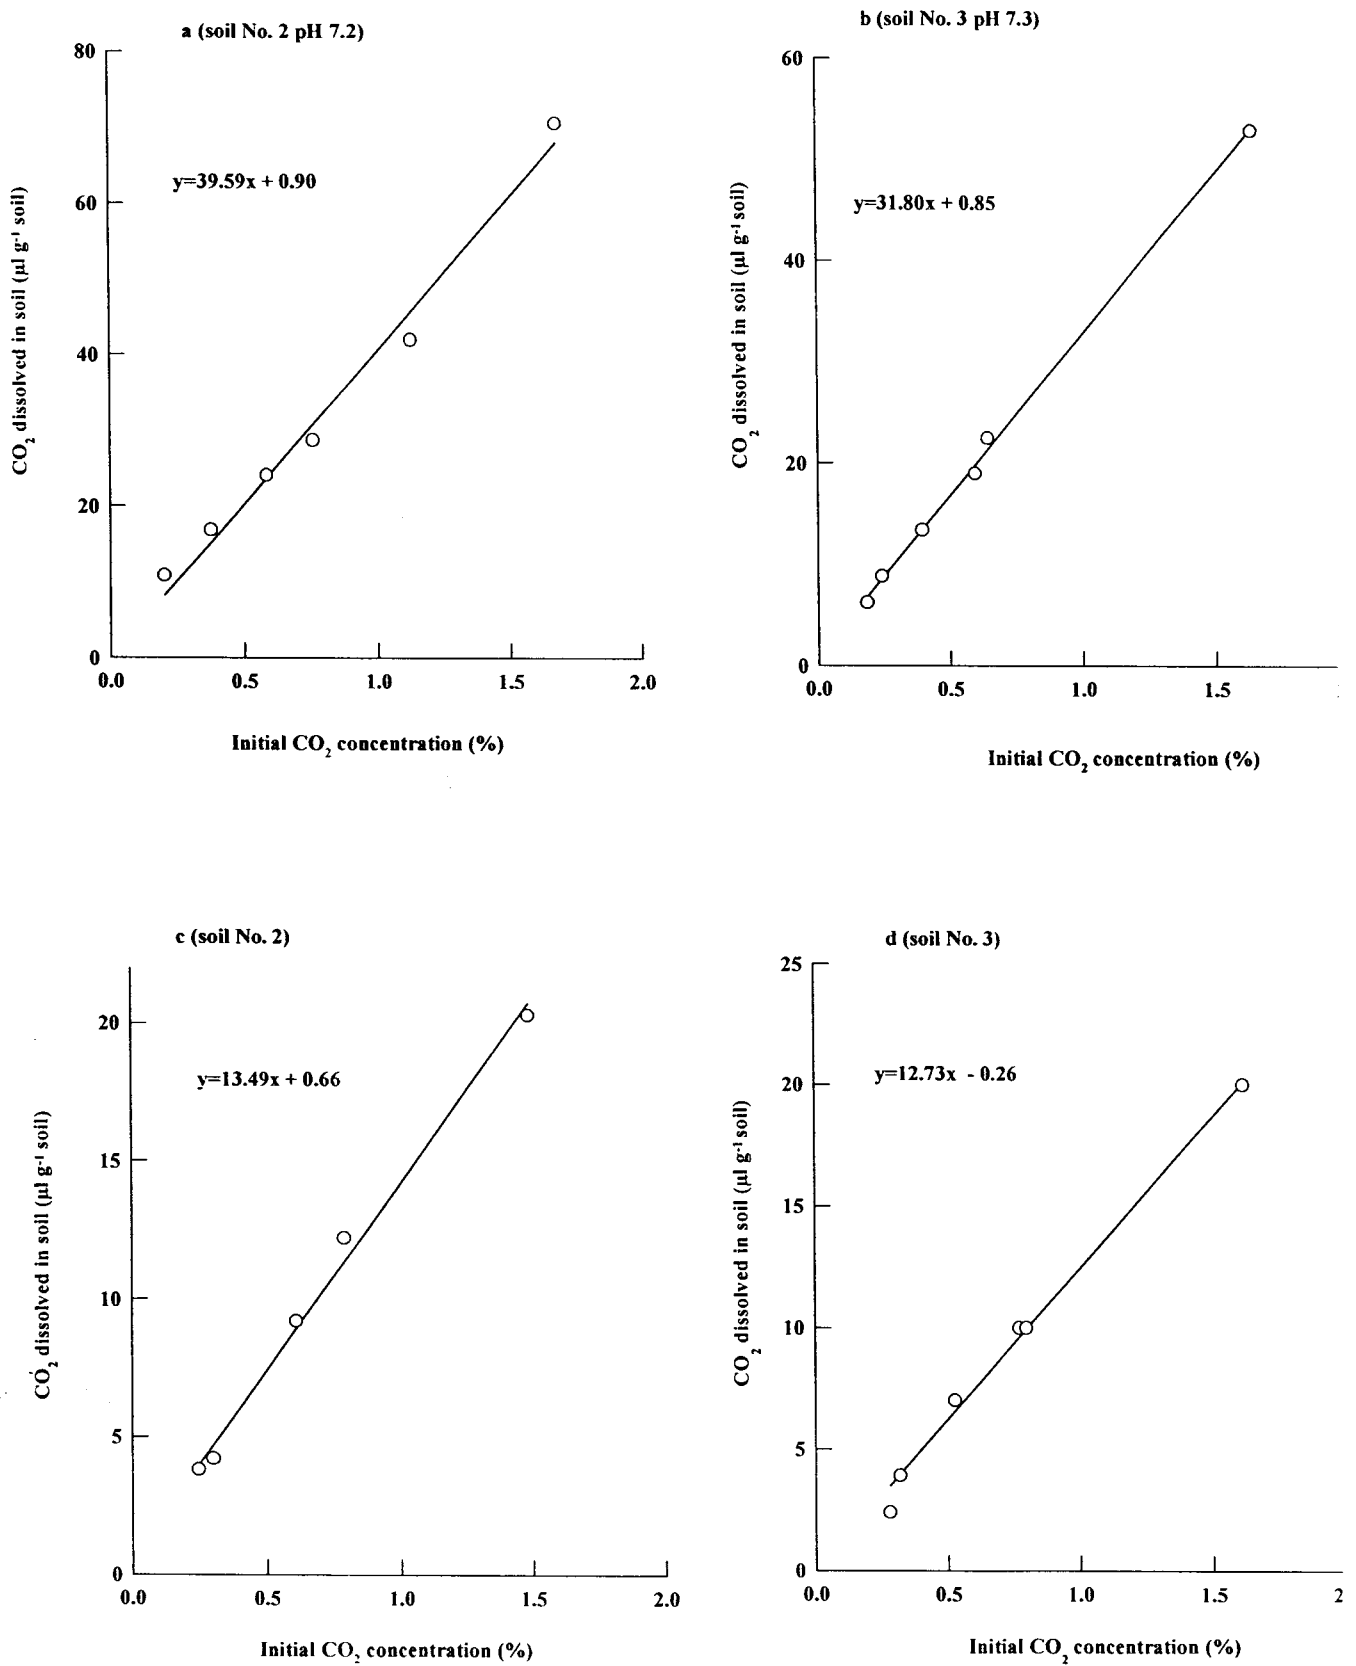 a (soil No. 2 pH 7.2)
80
60
40
20
0
y=39.59x + 0.90
CO₂ dissolved in soil (µl g⁻¹ soil)
0.0 0.5 1.0 1.5 2.0
Initial CO₂ concentration (%)
b (soil No. 3 pH 7.3)
60
40
20
0
y=31.80x + 0.85
CO₂ dissolved in soil (µl g⁻¹ soil)
0.0 0.5 1.0 1.5
Initial CO₂ concentration (%)
c (soil No. 2)
20
15
10
5
0
y=13.49x + 0.66
CO₂ dissolved in soil (µl g⁻¹ soil)
0.0 0.5 1.0 1.5 2.0
Initial CO₂ concentration (%)
d (soil No. 3)
25
20
15
10
5
0
y=12.73x - 0.26
CO₂ dissolved in soil (µl g⁻¹ soil)
0.0 0.5 1.0 1.5 2
Initial CO₂ concentration (%)